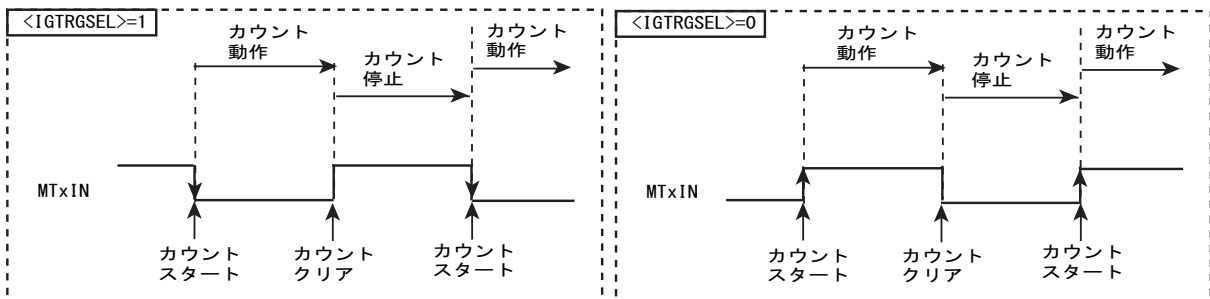 <IGTRGSEL>=1
カウント
動作
カウント
停止
カウント
動作
MTxIN
カウント
スタート
カウント
クリア
カウント
スタート
<IGTRGSEL>=0
カウント
動作
カウント
停止
カウント
動作
MTxIN
カウント
スタート
カウント
クリア
カウント
スタート